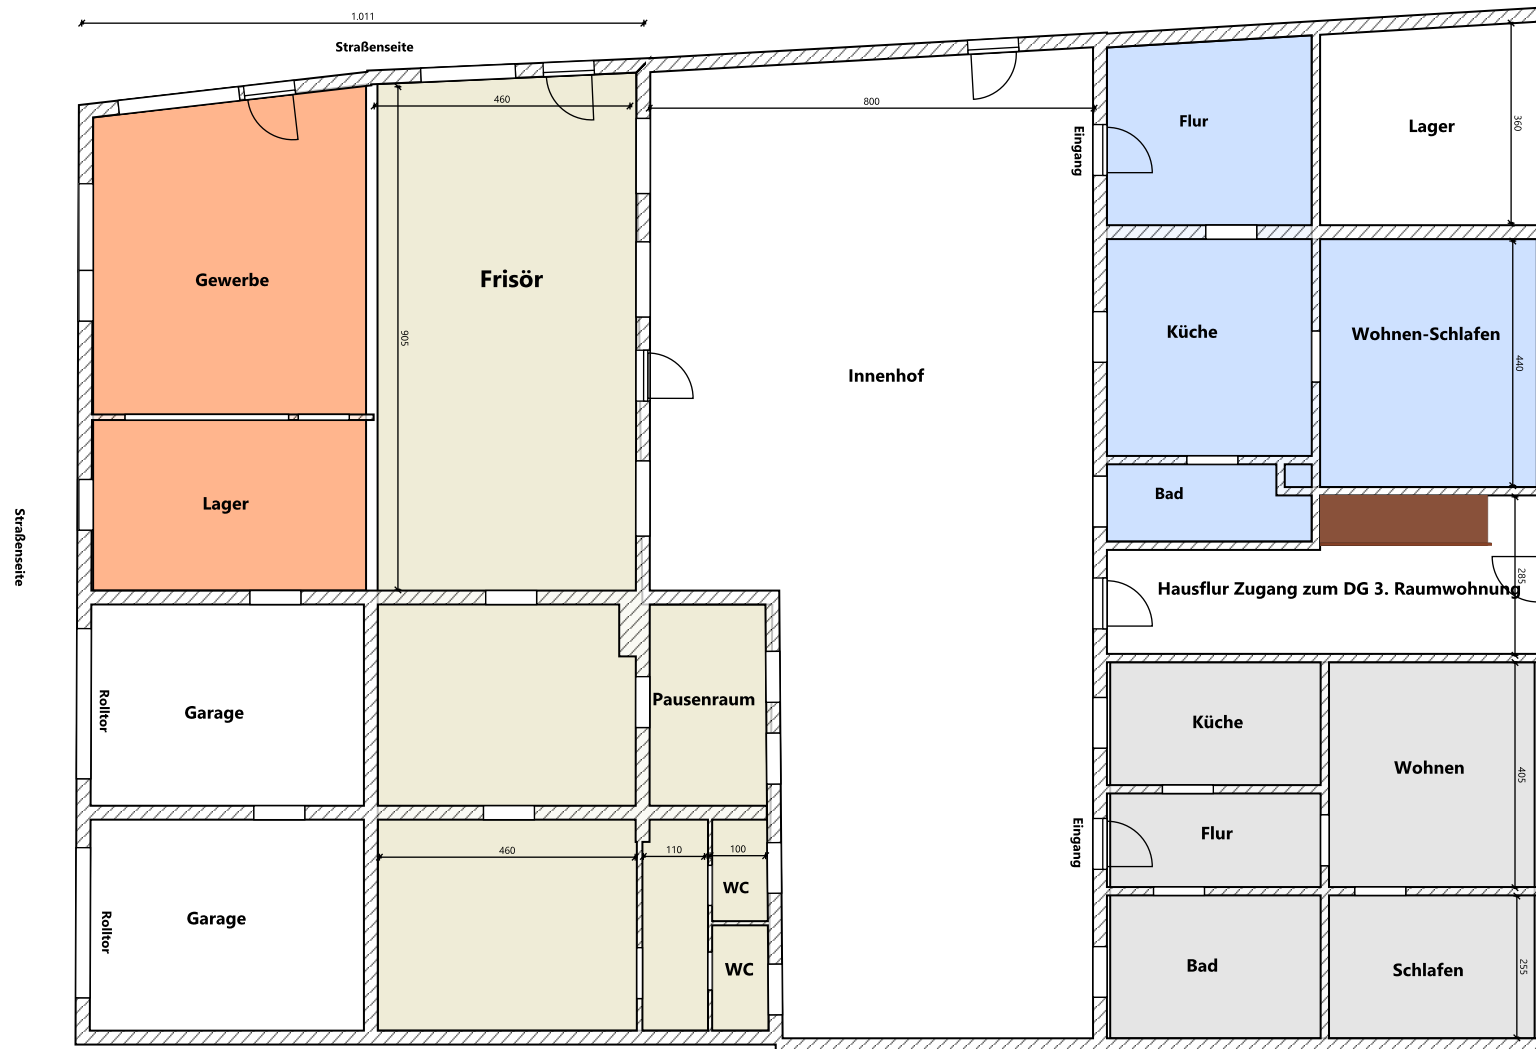 1.011
Straßenseite
460
800
Eingang
Flur
Lager
360
Gewerbe
Frisör
905
Innenhof
Küche
Wohnen-Schlafen
440
Lager
Bad
Straßenseite
285
Hausflur Zugang zum DG 3. Raumwohnung
Rolltor
Garage
Pausenraum
Küche
Wohnen
405
460
110
100
Eingang
Flur
WC
Rolltor
Garage
WC
Bad
Schlafen
255